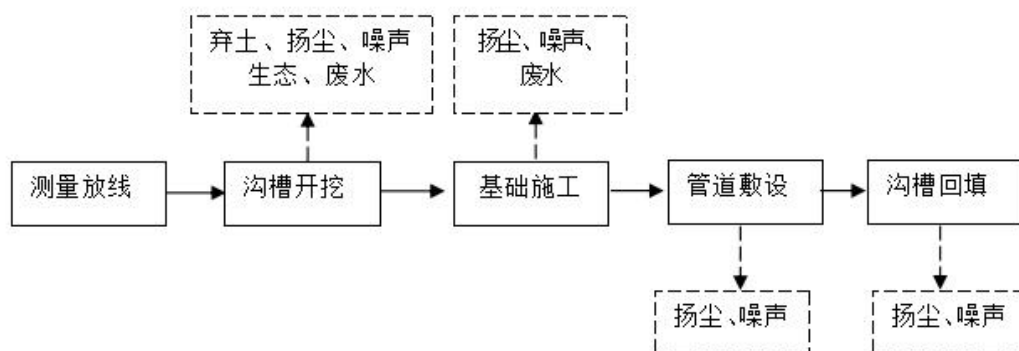 弃土、扬尘、噪声
生态、废水
扬尘、噪声、
废水
测量放线
沟槽开挖
基础施工
管道敷设
沟槽回填
扬尘、噪声
扬尘、噪声